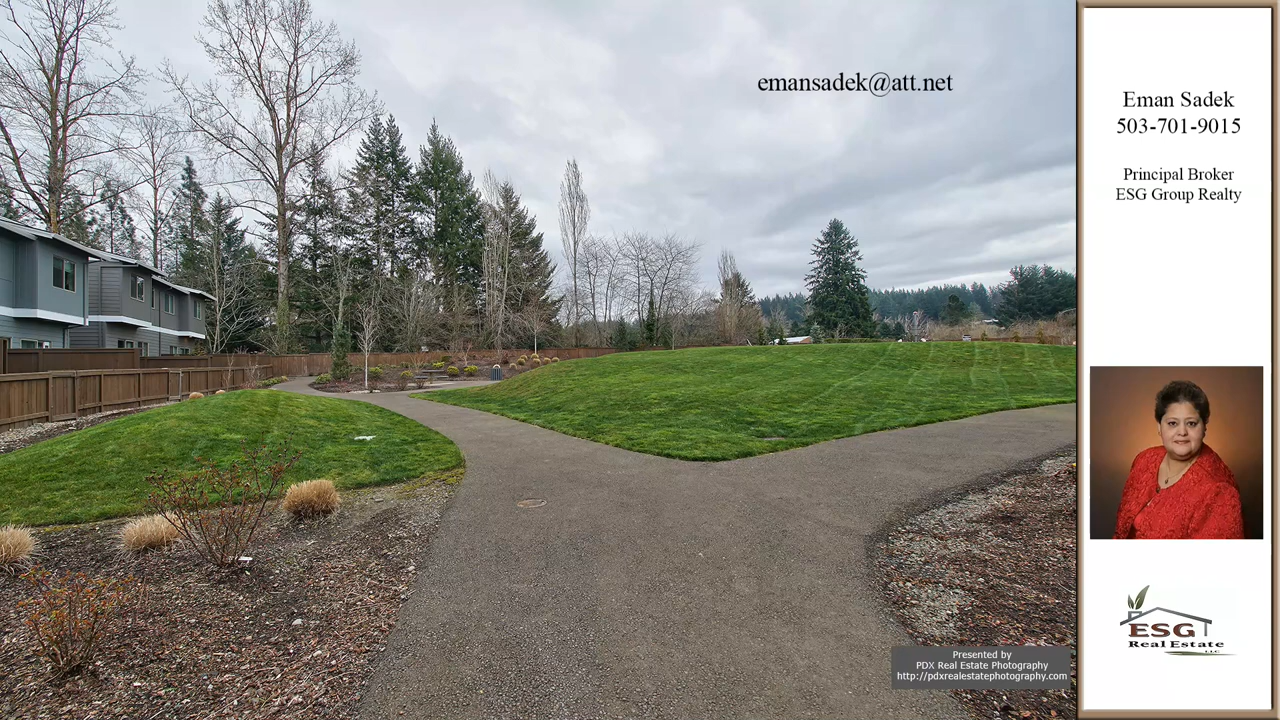 emansadek@att.net
Eman Sadek
503-701-9015
Principal Broker
ESG Group Realty
ESG
Real Estate
LLC
Presented by
PDX Real Estate Photography
http://pdxrealestatephotography.com